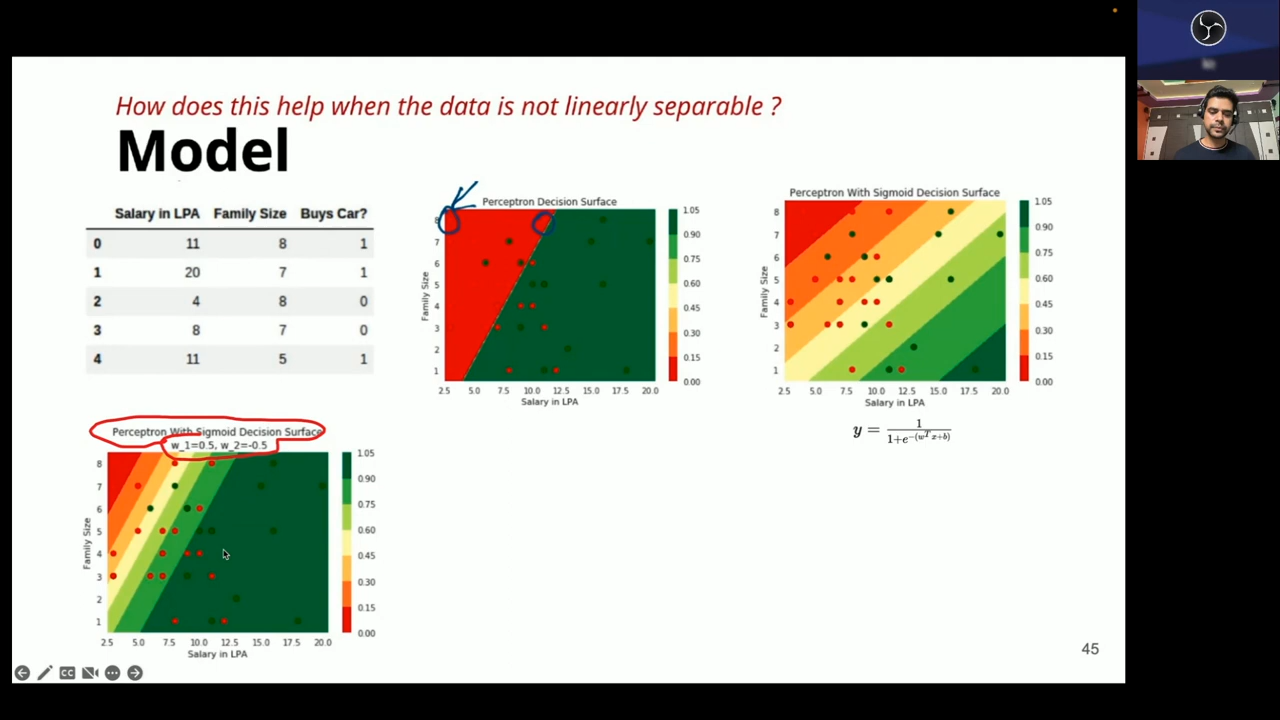 How does this help when the data is not linearly separable ?
Model
Salary in LPA Family Size Buys Car?
0 11 8 1
1 20 7 1
2 4 8 0
3 8 7 0
4 11 5 1
Perceptron Decision Surface
8
7
6
5
4
3
2
1
Family Size
2.5 5.0 7.5 10.0 12.5 15.0 17.5 20.0
Salary in LPA
1.05
0.90
0.75
0.60
0.45
0.30
0.15
0.00
Perceptron With Sigmoid Decision Surface
8
7
6
5
4
3
2
1
Family Size
2.5 5.0 7.5 10.0 12.5 15.0 17.5 20.0
Salary in LPA
1.05
0.90
0.75
0.60
0.45
0.30
0.15
0.00
y = 1 / 1+e^−(w^T x+b)
Perceptron With Sigmoid Decision Surface
w_1=0.5, w_2=-0.5
8
7
6
5
4
3
2
1
Family Size
2.5 5.0 7.5 10.0 12.5 15.0 17.5 20.0
Salary in LPA
1.05
0.90
0.75
0.60
0.45
0.30
0.15
0.00
45
CC